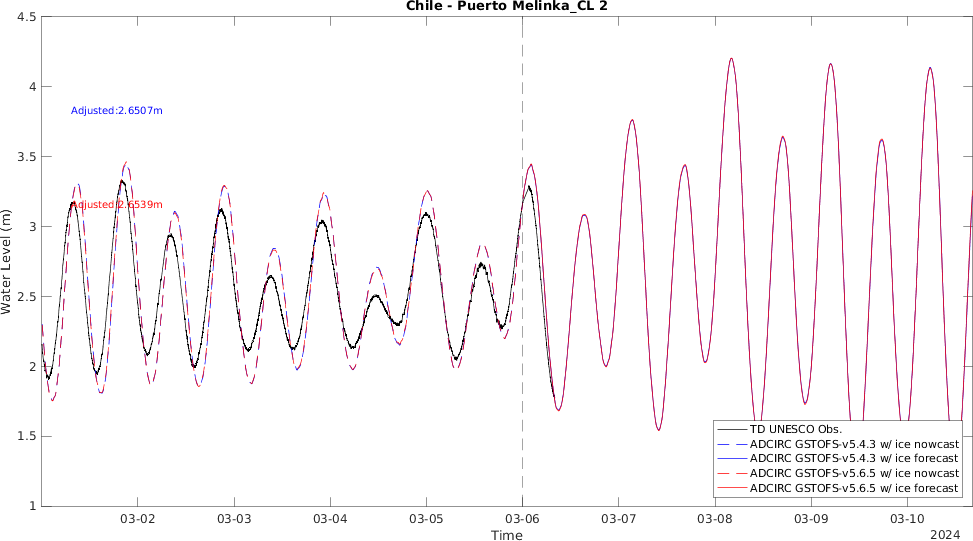 Chile - Puerto Melinka_CL 2
4.5
4
3.5
3
2.5
2
1.5
1
Water Level (m)
Adjusted:2.6507m
Adjusted:2.6539m
TD UNESCO Obs.
ADCIRC GSTOFS-v5.4.3 w/ ice nowcast
ADCIRC GSTOFS-v5.4.3 w/ ice forecast
ADCIRC GSTOFS-v5.6.5 w/ ice nowcast
ADCIRC GSTOFS-v5.6.5 w/ ice forecast
03-02 03-03 03-04 03-05 03-06 03-07 03-08 03-09 03-10
Time
2024